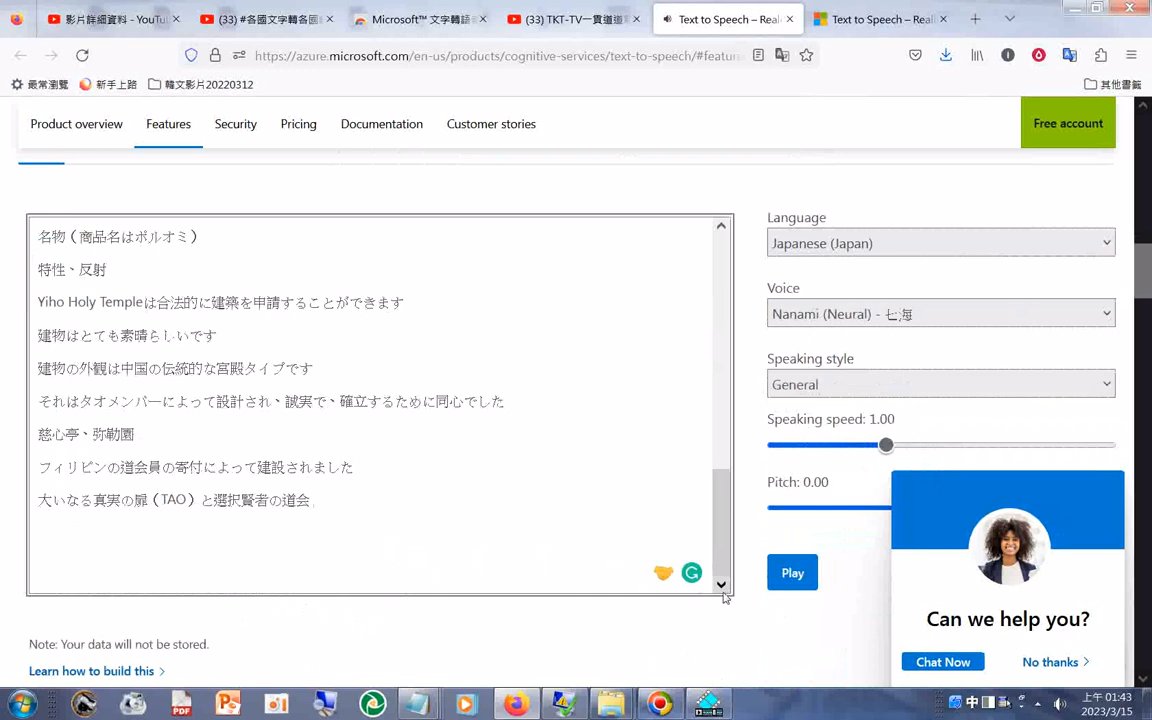 影片詳細資料 - YouTu
(33) #各國文字轉各國
Microsoft™ 文字轉語
(33) TKT-TV一貫道道
Text to Speech – Real
Text to Speech – Reali
https://azure.microsoft.com/en-us/products/cognitive-services/text-to-speech/#featur
最常瀏覽
新手上路
韓文影片20220312
其他書籤
Product overview
Features
Security
Pricing
Documentation
Customer stories
Free account
名物（商品名はボルオミ）
特性、反射
Yiho Holy Templeは合法的に建築を申請することができます
建物はとても素晴らしいです
建物の外観は中国の伝統的な宮殿タイプです
それはタオメンバーによって設計され、誠実で、確立するために同心でした
慈心亭、弥勒園
フィリピンの道会員の寄付によって建設されました
大いなる真実の扉（TAO）と選択賢者の道会.
Language
Japanese (Japan)
Voice
Nanami (Neural) - 七海
Speaking style
General
Speaking speed: 1.00
Pitch: 0.00
Play
Can we help you?
Chat Now
No thanks
Note: Your data will not be stored.
Learn how to build this
PDF
中
上午 01:43
2023/3/15